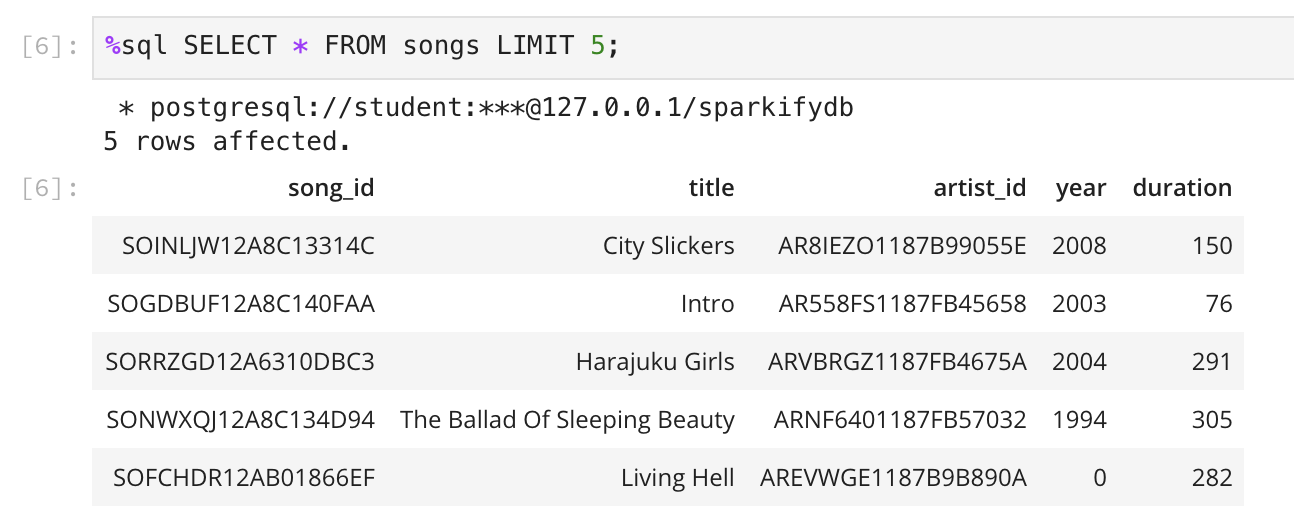 [6]: %sql SELECT * FROM songs LIMIT 5;
* postgresql://student:***@127.0.0.1/sparkifydb
5 rows affected.
[6]: song_id title artist_id year duration
SOINLJW12A8C13314C City Slickers AR8IEZO1187B99055E 2008 150
SOGDBUF12A8C140FAA Intro AR558FS1187FB45658 2003 76
SORRZGD12A6310DBC3 Harajuku Girls ARVBRGZ1187FB4675A 2004 291
SONWXQJ12A8C134D94 The Ballad Of Sleeping Beauty ARNF6401187FB57032 1994 305
SOFCHDR12AB01866EF Living Hell AREVWGE1187B9B890A 0 282